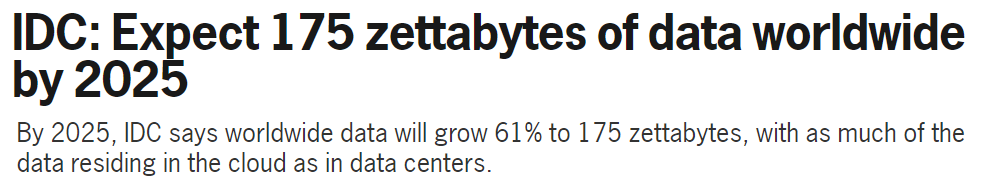 IDC: Expect 175 zettabytes of data worldwide
by 2025
By 2025, IDC says worldwide data will grow 61% to 175 zettabytes, with as much of the
data residing in the cloud as in data centers.